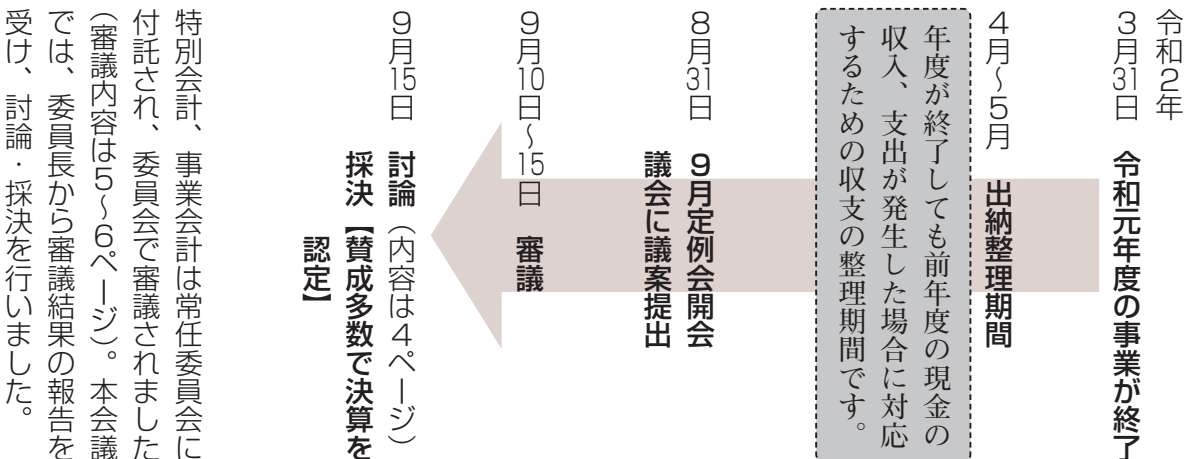 令和2年
3月31日　令和元年度の事業が終了
4月～5月　出納整理期間
年度が終了しても前年度の現金の
収入、支出が発生した場合に対応
するための収支の整理期間です。
8月31日　9月定例会開会
議会に議案提出
9月10日～15日　審議
9月15日　討論（内容は4ページ）
採決【賛成多数で決算を
認定】
特別会計、事業会計は常任委員会に
付託され、委員会で審議されました
（審議内容は5～6ページ）。本会議
では、委員長から審議結果の報告を
受け、討論・採決を行いました。